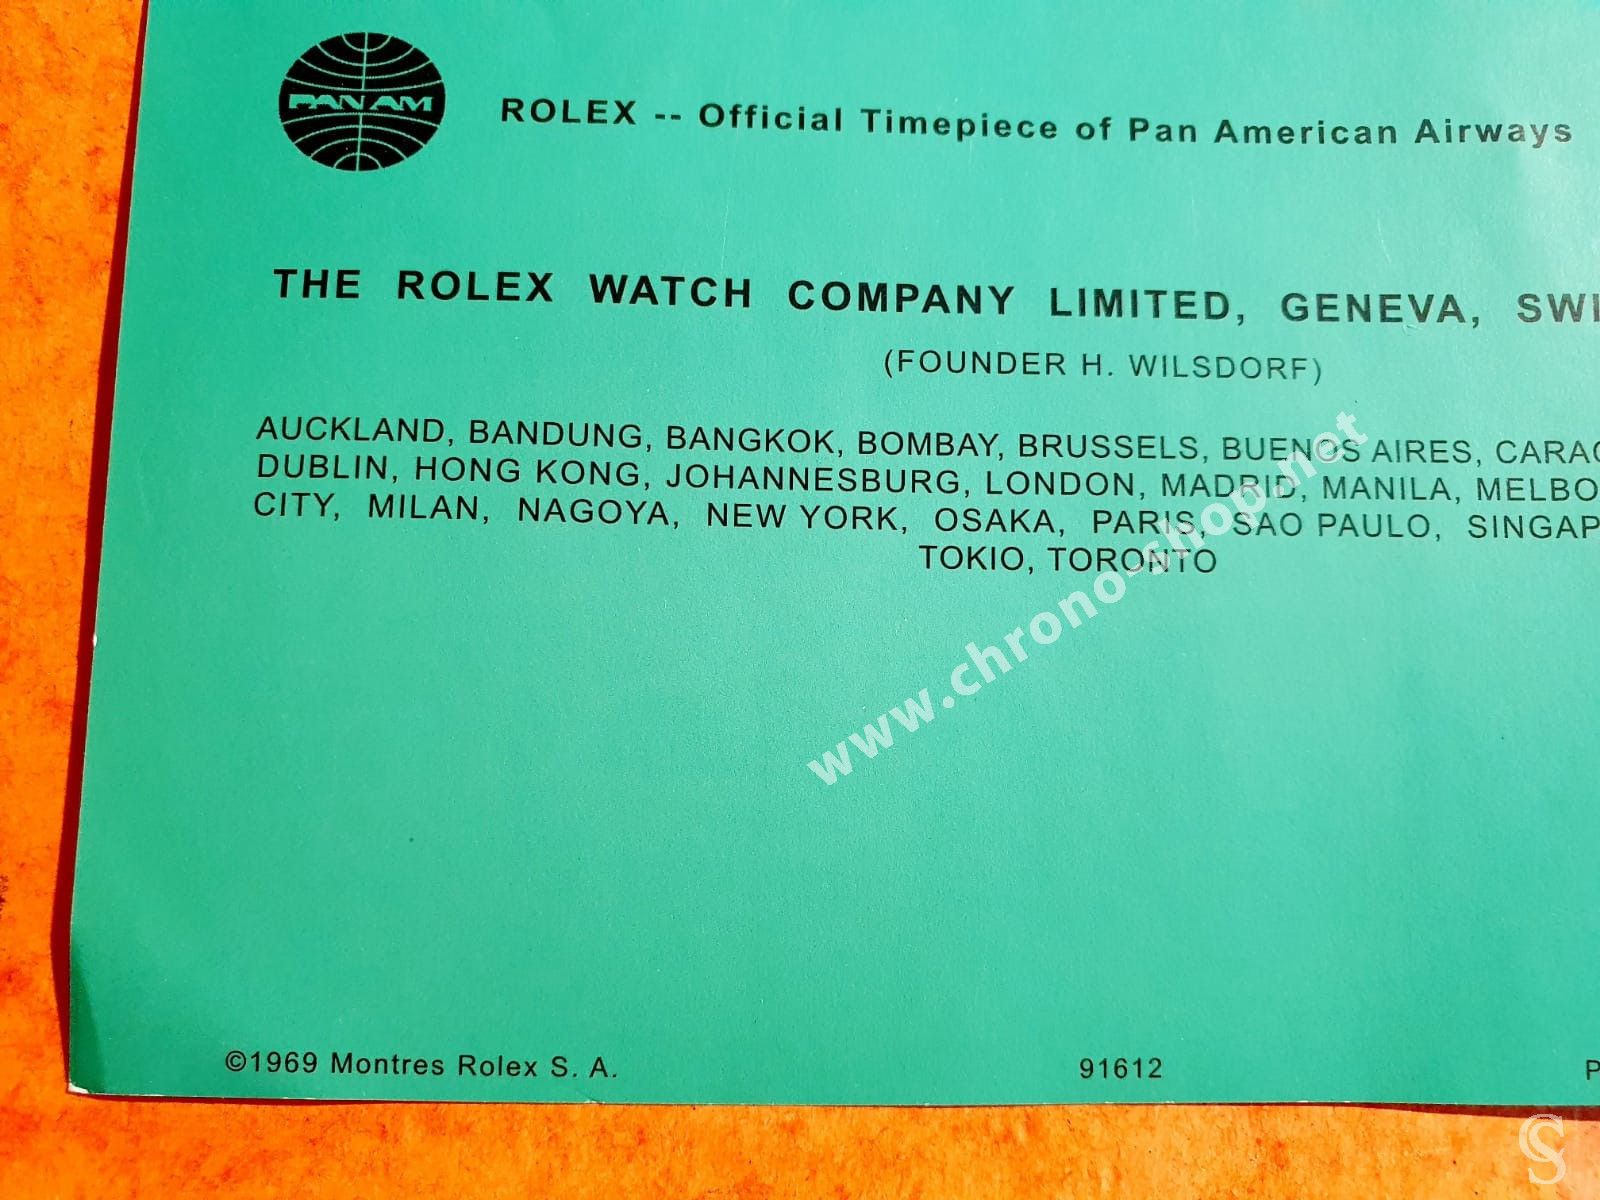 PAN AM
ROLEX -- Official Timepiece of Pan American Airways
THE ROLEX WATCH COMPANY LIMITED, GENEVA,
(FOUNDER H. WILSDORF)
AUCKLAND, BANDUNG, BANGKOK, BOMBAY, BRUSSELS, BUENOS AIRES,
DUBLIN, HONG KONG, JOHANNESBURG, LONDON, MADRID, MANILA,
CITY, MILAN, NAGOYA, NEW YORK, OSAKA, PARIS, SAO PAULO,
TOKIO, TORONTO
www.chrono-shop.net
©1969 Montres Rolex S. A. 91612